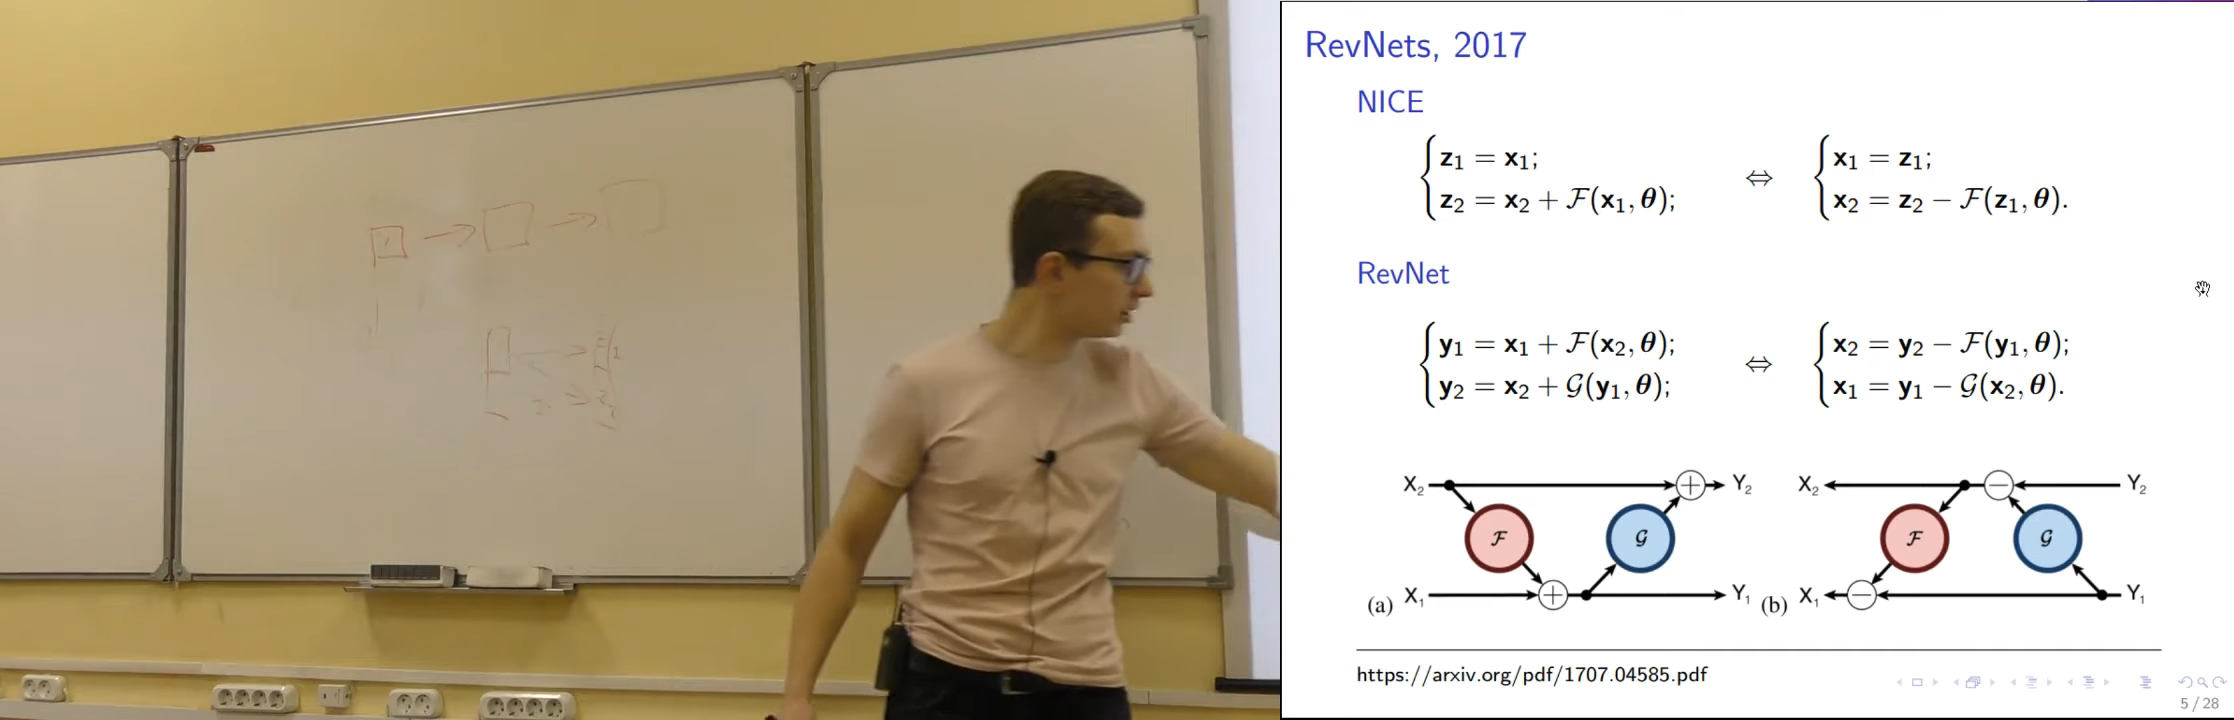 RevNets, 2017
NICE
z₁ = x₁;
z₂ = x₂ + ℱ(x₁, θ);
⇔
x₁ = z₁;
x₂ = z₂ − ℱ(z₁, θ).
RevNet
y₁ = x₁ + ℱ(x₂, θ);
y₂ = x₂ + 𝒢(y₁, θ);
⇔
x₂ = y₂ − ℱ(y₁, θ);
x₁ = y₁ − 𝒢(x₂, θ).
X₂ + Y₂
ℱ 𝒢
(a) X₁ + Y₁
X₂ − Y₂
ℱ 𝒢
(b) X₁ − Y₁
https://arxiv.org/pdf/1707.04585.pdf
5 / 28